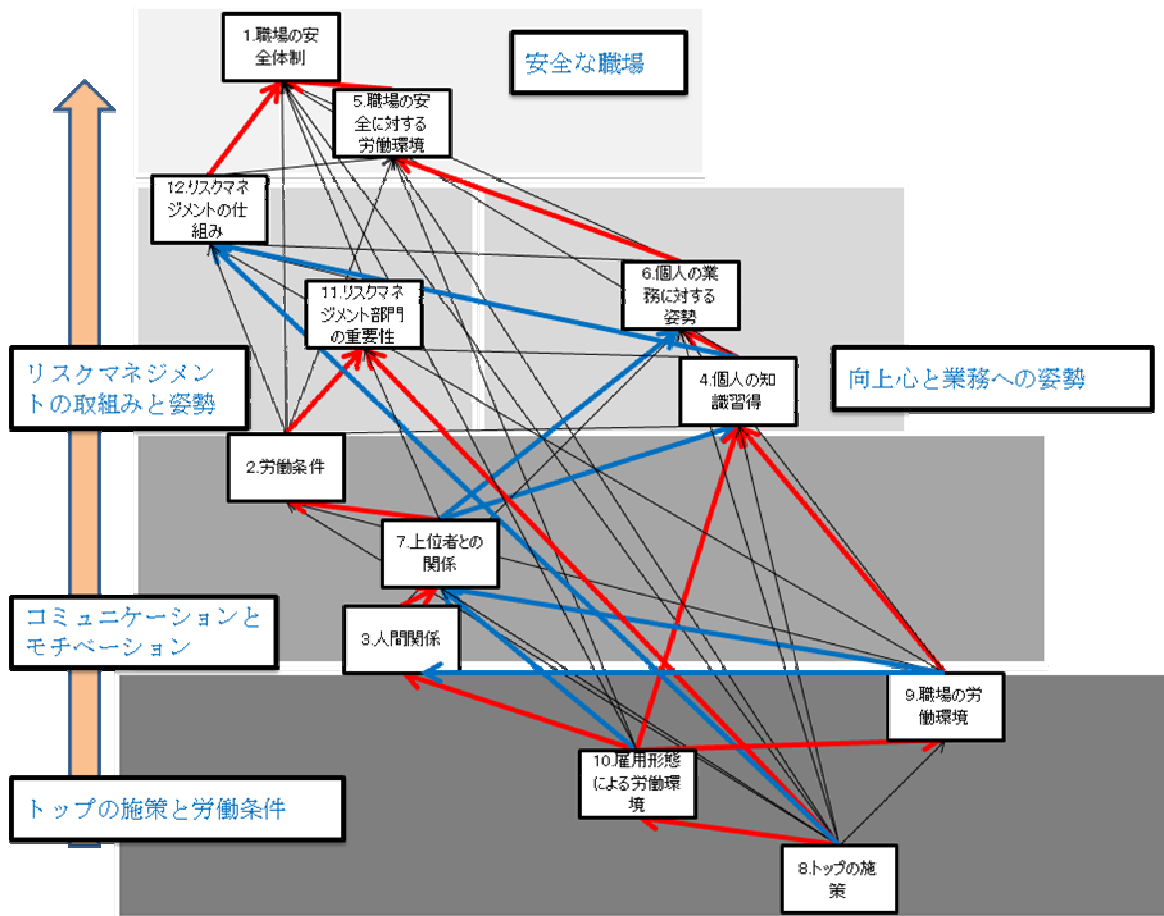 1.職場の安
全体制
安全な職場
5.職場の安
全に対する
労働環境
12.リスクマネ
ジメントの仕
組み
6.個人の業
務に対する
姿勢
11.リスクマネ
ジメント部門
の重要性
リスクマネジメン
トの取組みと姿勢
4.個人の知
識習得
向上心と業務への姿勢
2.労働条件
7.上位者との
関係
コミュニケーションと
モチベーション
3.人間関係
9.職場の労
働環境
10.雇用形態
による労働環
境
トップの施策と労働条件
8.トップの施
策